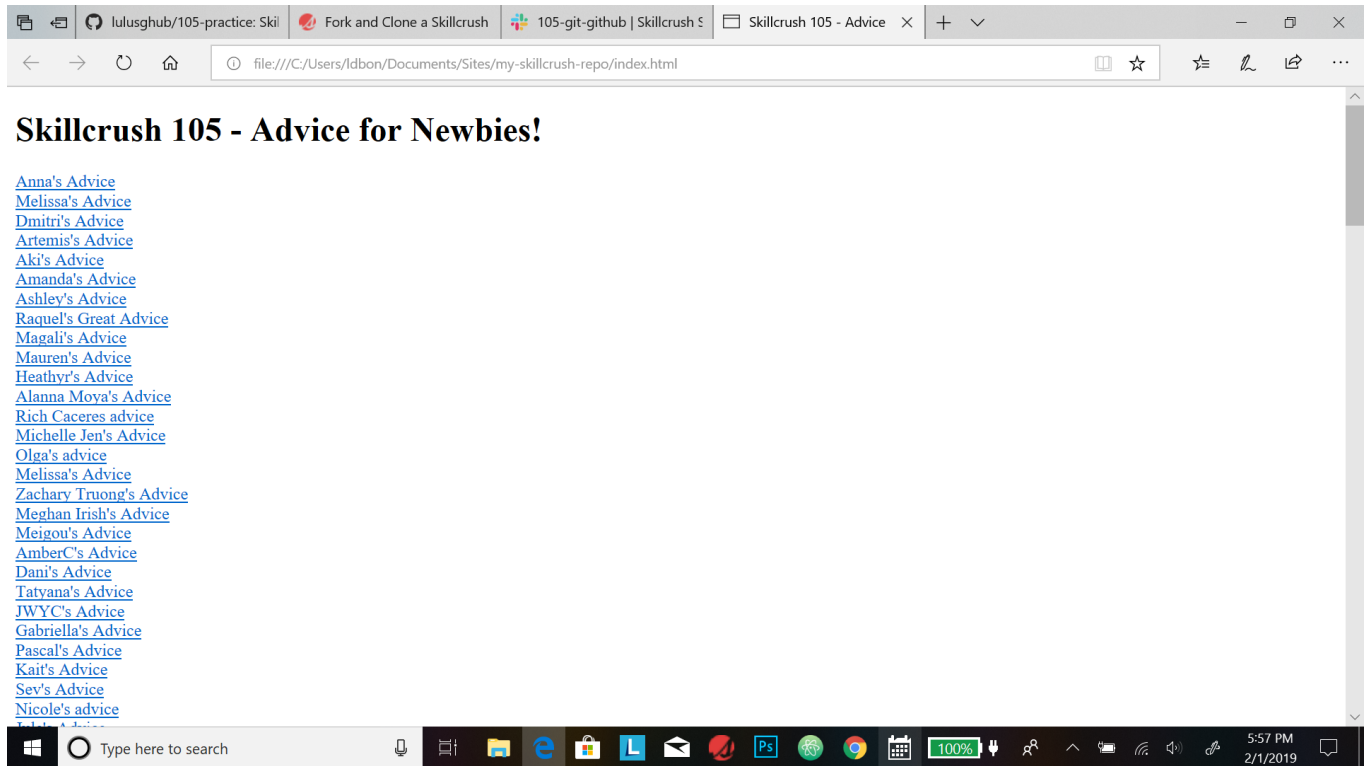 lulusghub/105-practice: Skil
Fork and Clone a Skillcrush
105-git-github | Skillcrush S
Skillcrush 105 - Advice
file:///C:/Users/ldbon/Documents/Sites/my-skillcrush-repo/index.html
Skillcrush 105 - Advice for Newbies!
Anna's Advice
Melissa's Advice
Dmitri's Advice
Artemis's Advice
Aki's Advice
Amanda's Advice
Ashley's Advice
Raquel's Great Advice
Magali's Advice
Mauren's Advice
Heathyr's Advice
Alanna Moya's Advice
Rich Caceres advice
Michelle Jen's Advice
Olga's advice
Melissa's Advice
Zachary Truong's Advice
Meghan Irish's Advice
Meigou's Advice
AmberC's Advice
Dani's Advice
Tatyana's Advice
JWYC's Advice
Gabriella's Advice
Pascal's Advice
Kait's Advice
Sev's Advice
Nicole's advice
Type here to search
L
Ps
100%
5:57 PM
2/1/2019